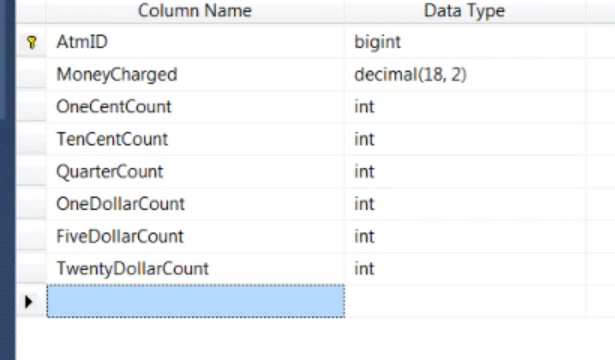 Column Name Data Type
AtmID bigint
MoneyCharged decimal(18, 2)
OneCentCount int
TenCentCount int
QuarterCount int
OneDollarCount int
FiveDollarCount int
TwentyDollarCount int